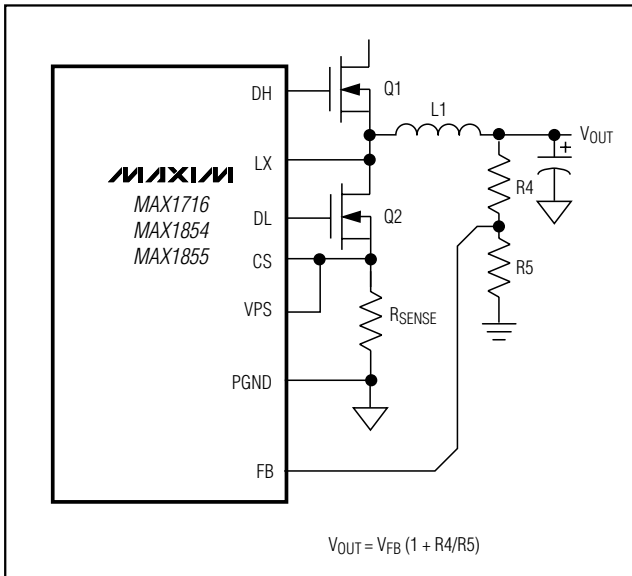 DH
Q1
L1
VOUT
+
LX
MAXIM
MAX1716
MAX1854
MAX1855
R4
DL
Q2
CS
R5
VPS
RSENSE
PGND
FB
VOUT = VFB (1 + R4/R5)